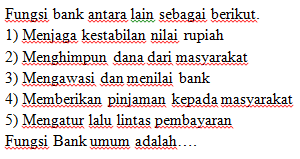 Fungsi bank antara lain sebagai berikut.
1) Menjaga kestabilan nilai rupiah
2) Menghimpun dana dari masyarakat
3) Mengawasi dan menilai bank
4) Memberikan pinjaman kepada masyarakat
5) Mengatur lalu lintas pembayaran
Fungsi Bank umum adalah….